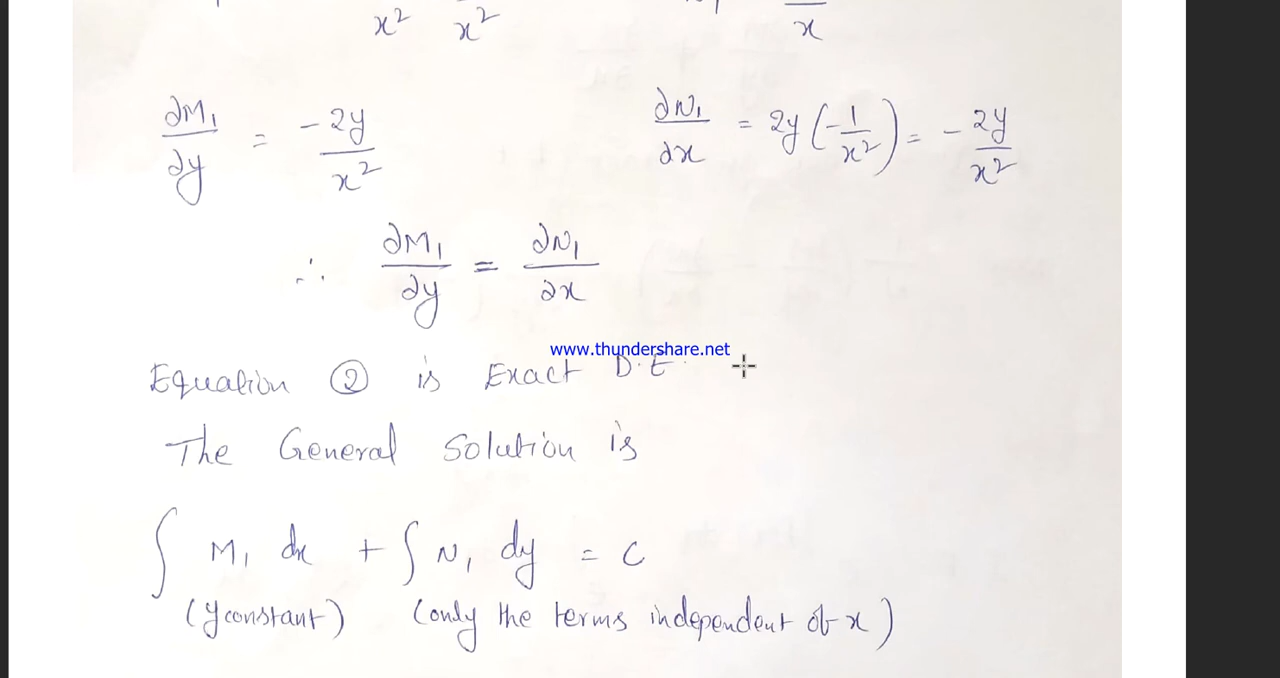 x² x² x
∂M₁/∂y = -2y/x² ∂N₁/∂x = 2y(-1/x²) = -2y/x²
∴ ∂M₁/∂y = ∂N₁/∂x
www.thundershare.net
Equation ② is Exact D.E.
The General Solution is
∫ M₁ dx + ∫ N₁ dy = C
(y constant) (only the terms independent of x)